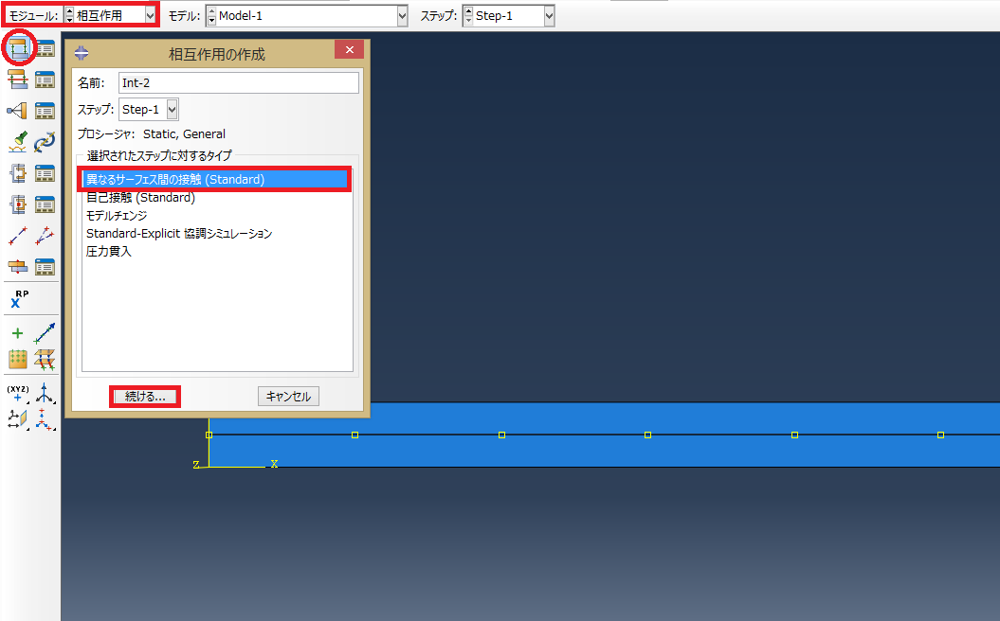 モジュール: 相互作用 モデル: Model-1 ステップ: Step-1
相互作用の作成
名前: Int-2
ステップ: Step-1
プロシージャ: Static, General
選択されたステップに対するタイプ
異なるサーフェス間の接触 (Standard)
自己接触 (Standard)
モデルチェンジ
Standard-Explicit 協調シミュレーション
圧力貫入
続ける... キャンセル
RP
X
(XYZ)
Z X